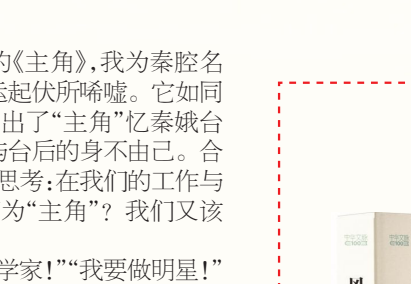 的《主角》,我为秦腔名
运起伏所唏嘘。它如同
出了“主角”忆秦娥台
与台后的身不由己。合
思考:在我们的工作与
为“主角”? 我们又该
学家!”“我要做明星!”